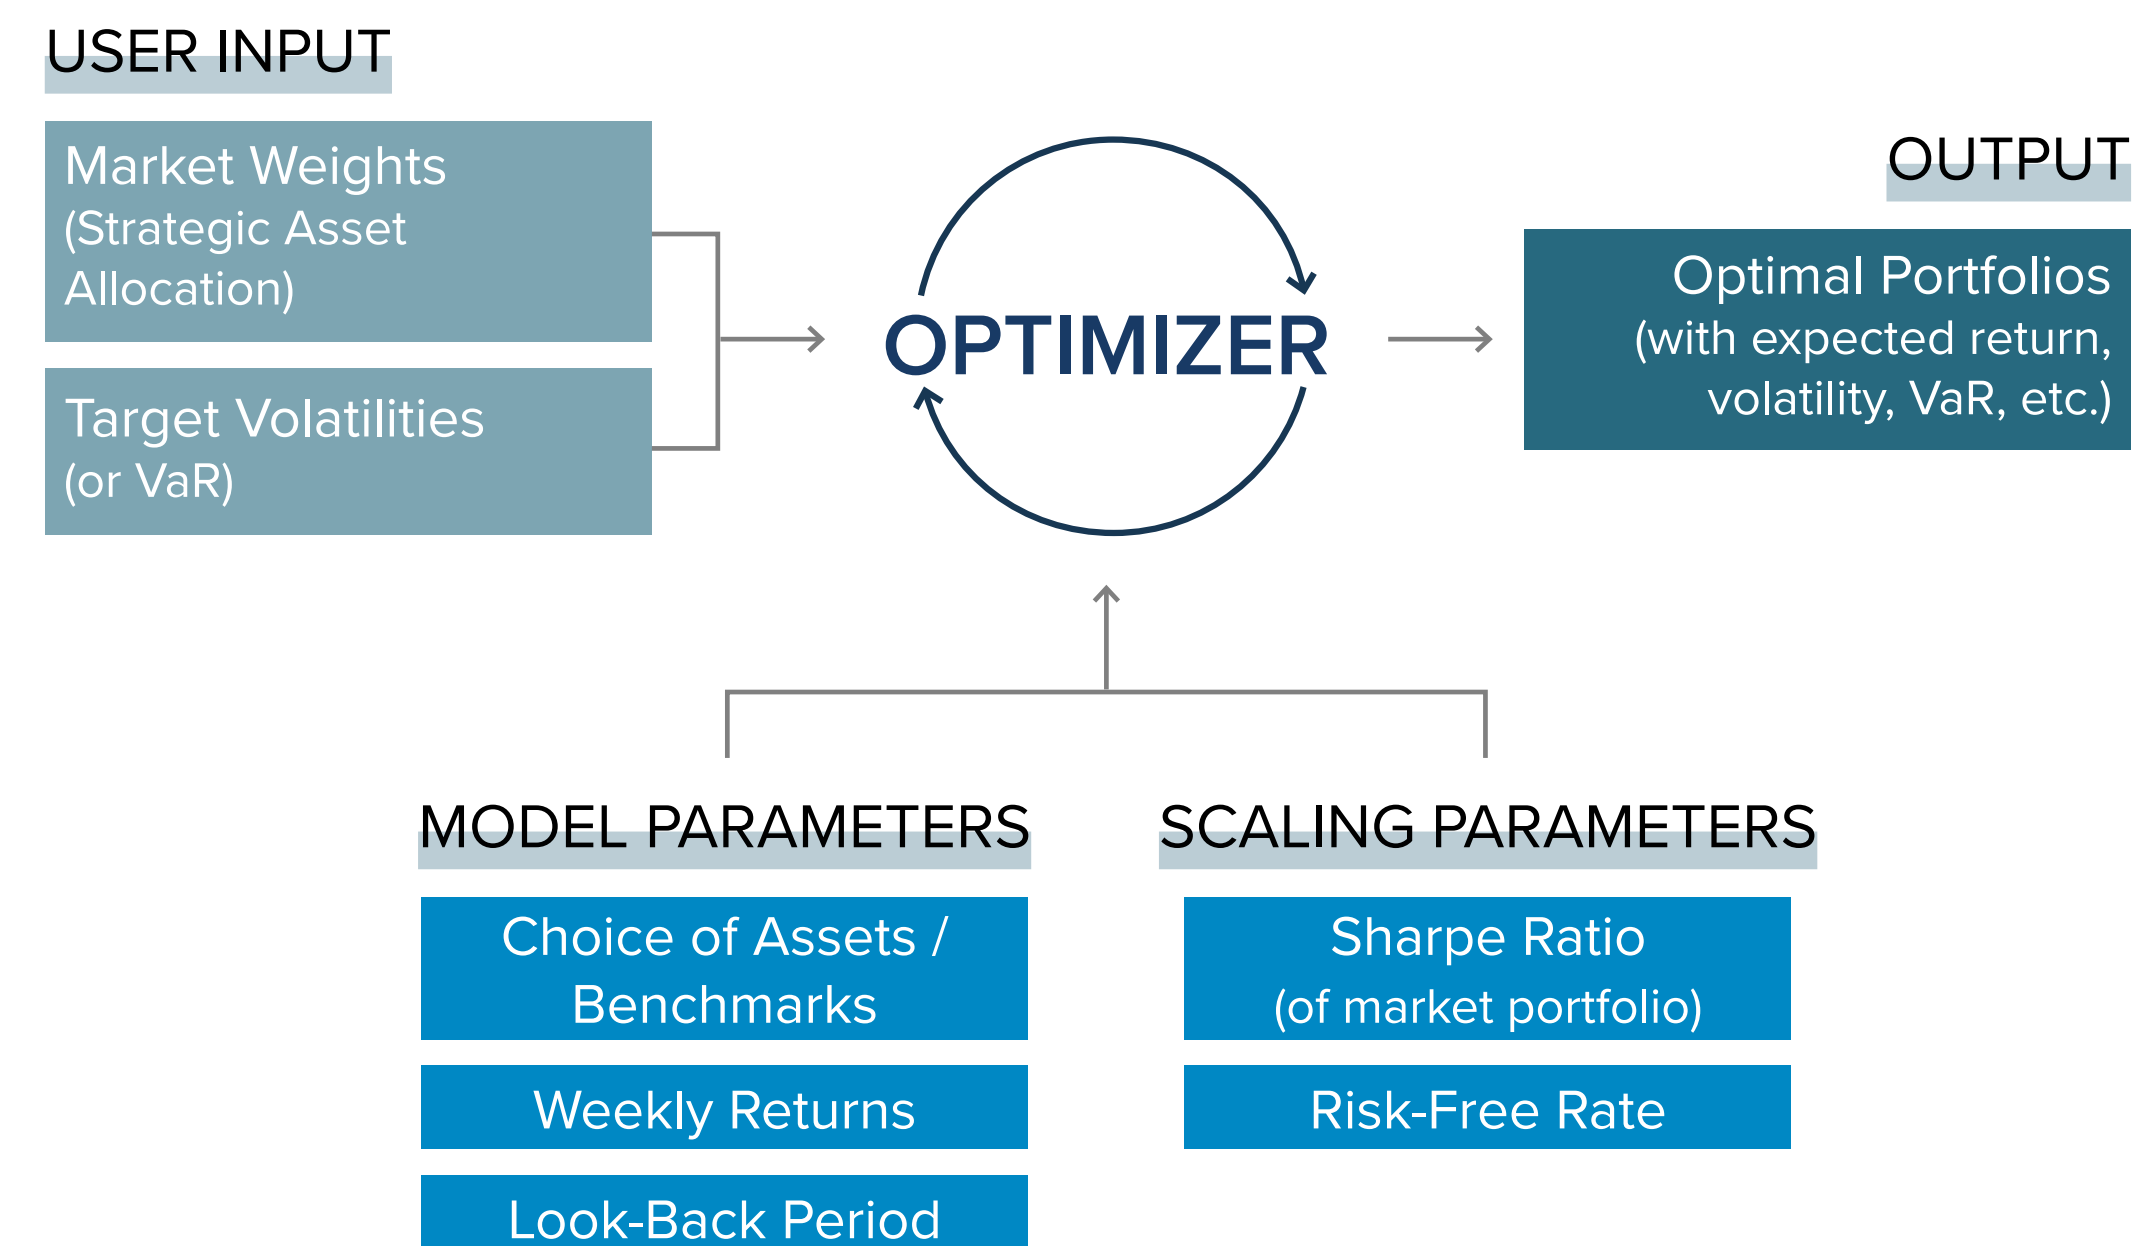 USER INPUT
Market Weights
(Strategic Asset
Allocation)
Target Volatilities
(or VaR)
OPTIMIZER
OUTPUT
Optimal Portfolios
(with expected return,
volatility, VaR, etc.)
MODEL PARAMETERS
Choice of Assets /
Benchmarks
Weekly Returns
Look-Back Period
SCALING PARAMETERS
Sharpe Ratio
(of market portfolio)
Risk-Free Rate